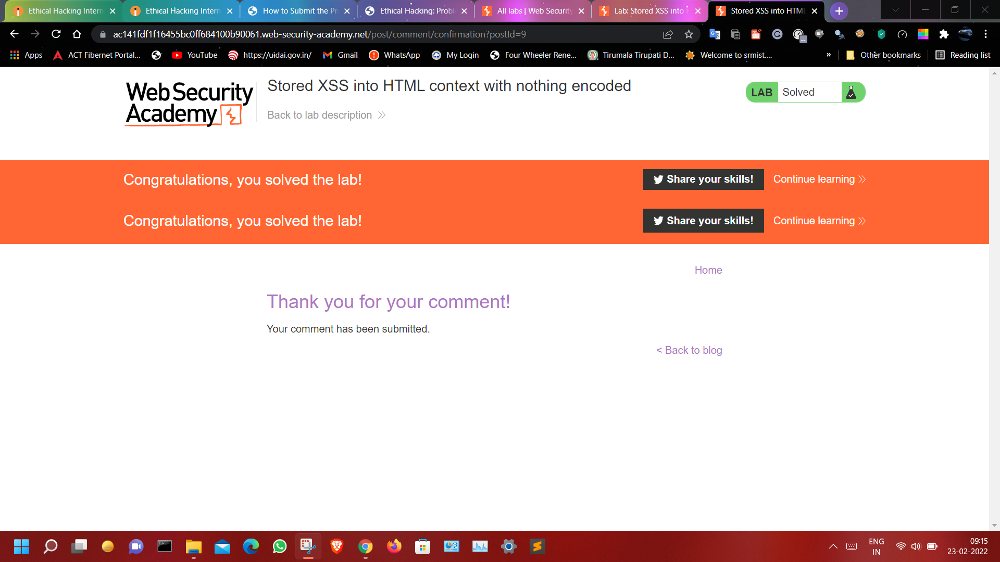 Ethical Hacking Intern
Ethical Hacking Intern
How to Submit the Pr
Ethical Hacking: Probl
All labs | Web Security
Lab: Stored XSS into
Stored XSS into HTML
ac141fdf1f16455bc0ff684100b90061.web-security-academy.net/post/comment/confirmation?postId=9
Apps
ACT Fibernet Portal...
YouTube
https://uidai.gov.in/
Gmail
WhatsApp
My Login
Four Wheeler Rene...
Tirumala Tirupati D...
Welcome to srmist....
»
Other bookmarks
Reading list
Web Security
Academy
Stored XSS into HTML context with nothing encoded
Back to lab description
LAB Solved
Congratulations, you solved the lab!
Share your skills!
Continue learning
Congratulations, you solved the lab!
Share your skills!
Continue learning
Home
Thank you for your comment!
Your comment has been submitted.
< Back to blog
ENG
IN
09:15
23-02-2022